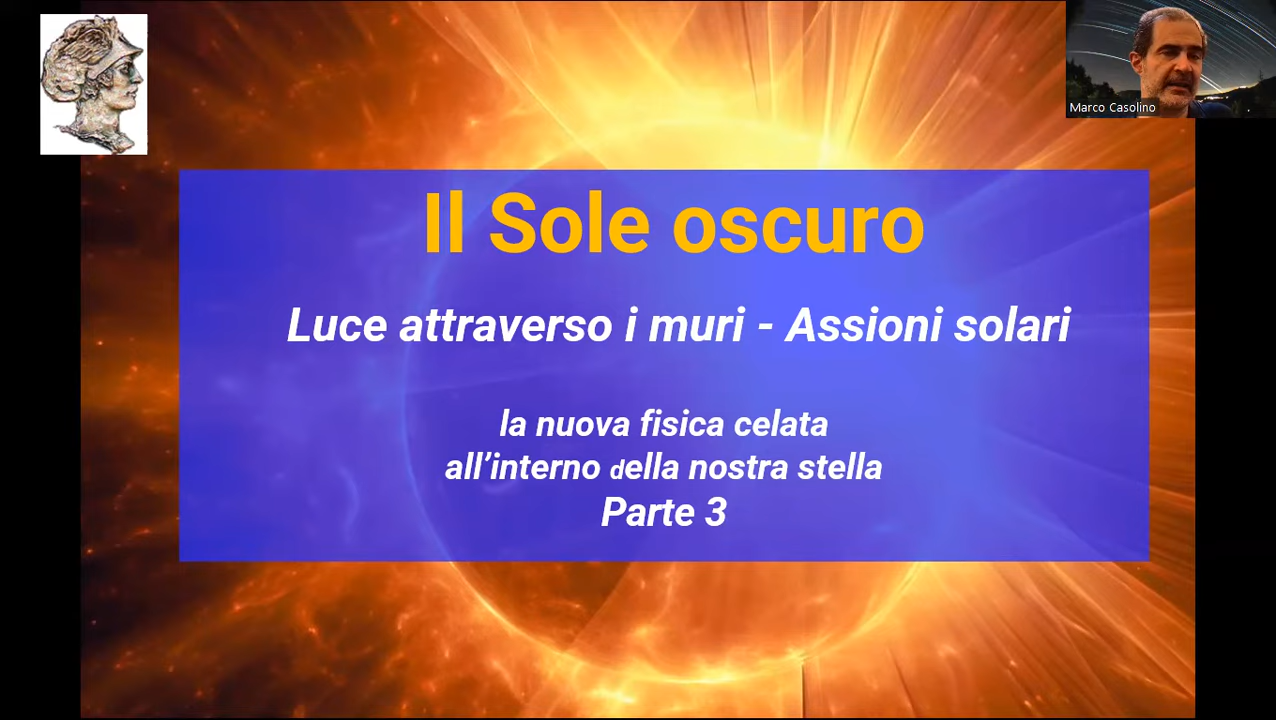 Marco Casolino
Il Sole oscuro
Luce attraverso i muri - Assioni solari
la nuova fisica celata
all’interno della nostra stella
Parte 3